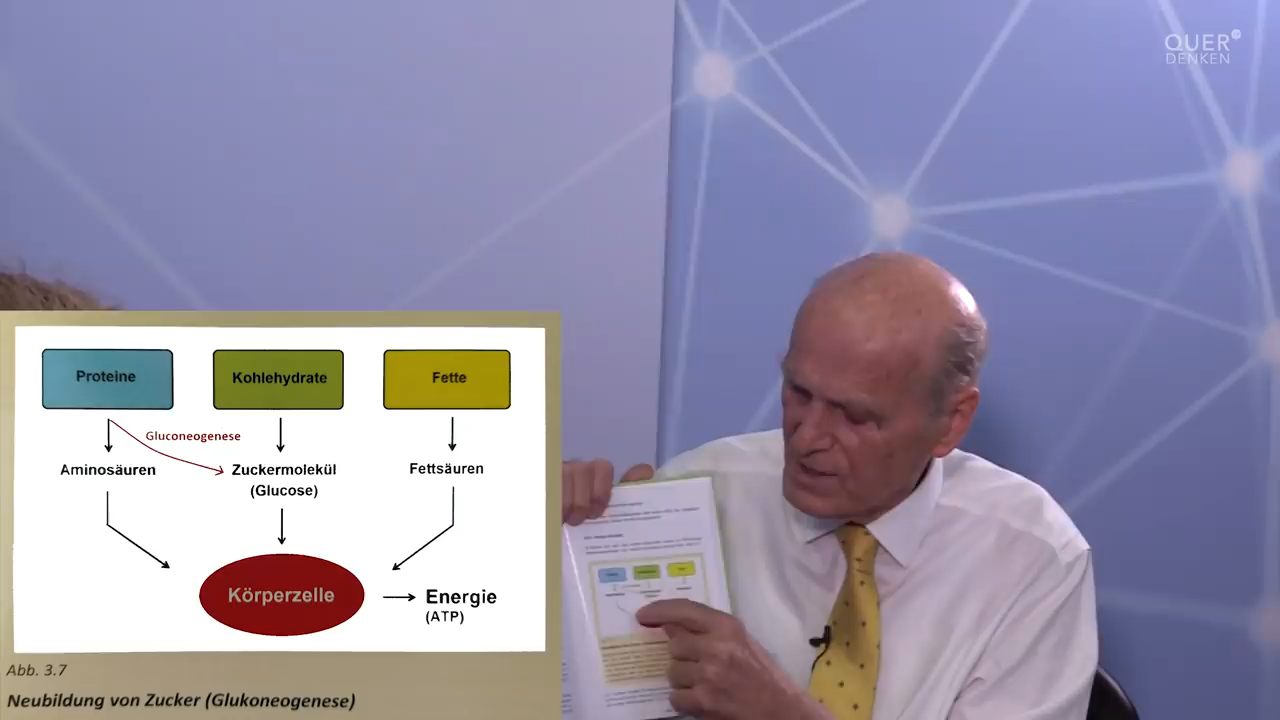 QUER
DENKEN
Proteine
Kohlehydrate
Fette
Gluconeogenese
Aminosäuren
Zuckermolekül
(Glucose)
Fettsäuren
Körperzelle
Energie
(ATP)
Abb. 3.7
Neubildung von Zucker (Glukoneogenese)